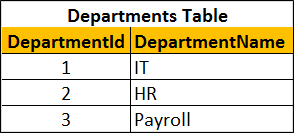 Departments Table
DepartmentId DepartmentName
1 IT
2 HR
3 Payroll